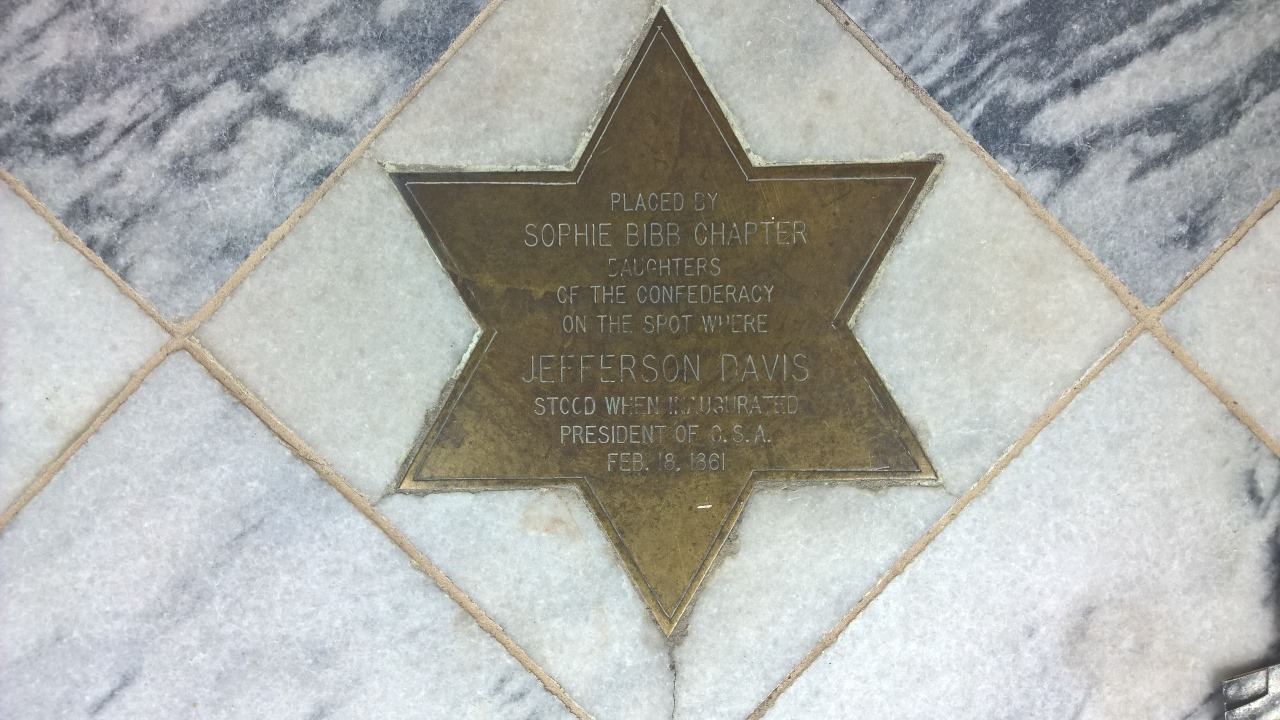 PLACED BY
SOPHIE BIBB CHAPTER
DAUGHTERS
OF THE CONFEDERACY
ON THE SPOT WHERE
JEFFERSON DAVIS
STOOD WHEN INAUGURATED
PRESIDENT OF C.S.A.
FEB. 18, 1861